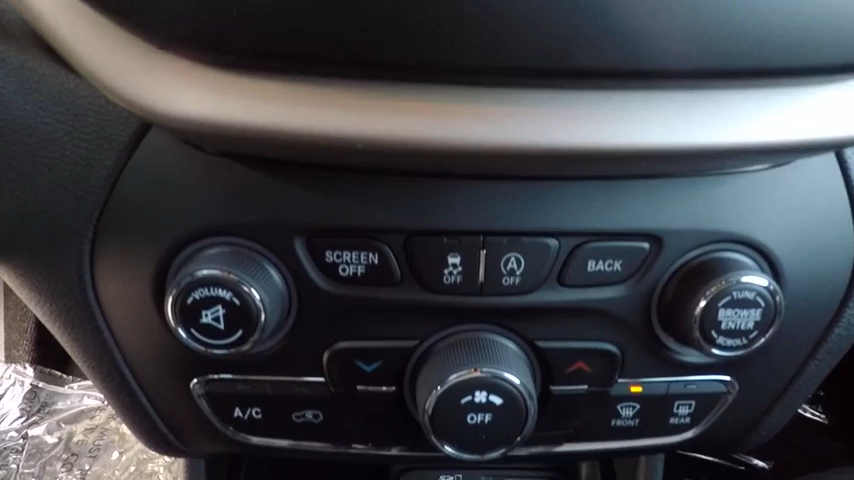 SCREEN
OFF
OFF
A
OFF
BACK
VOLUME
TUNE
BROWSE
ENTER
SCROLL
A/C
OFF
FRONT
REAR